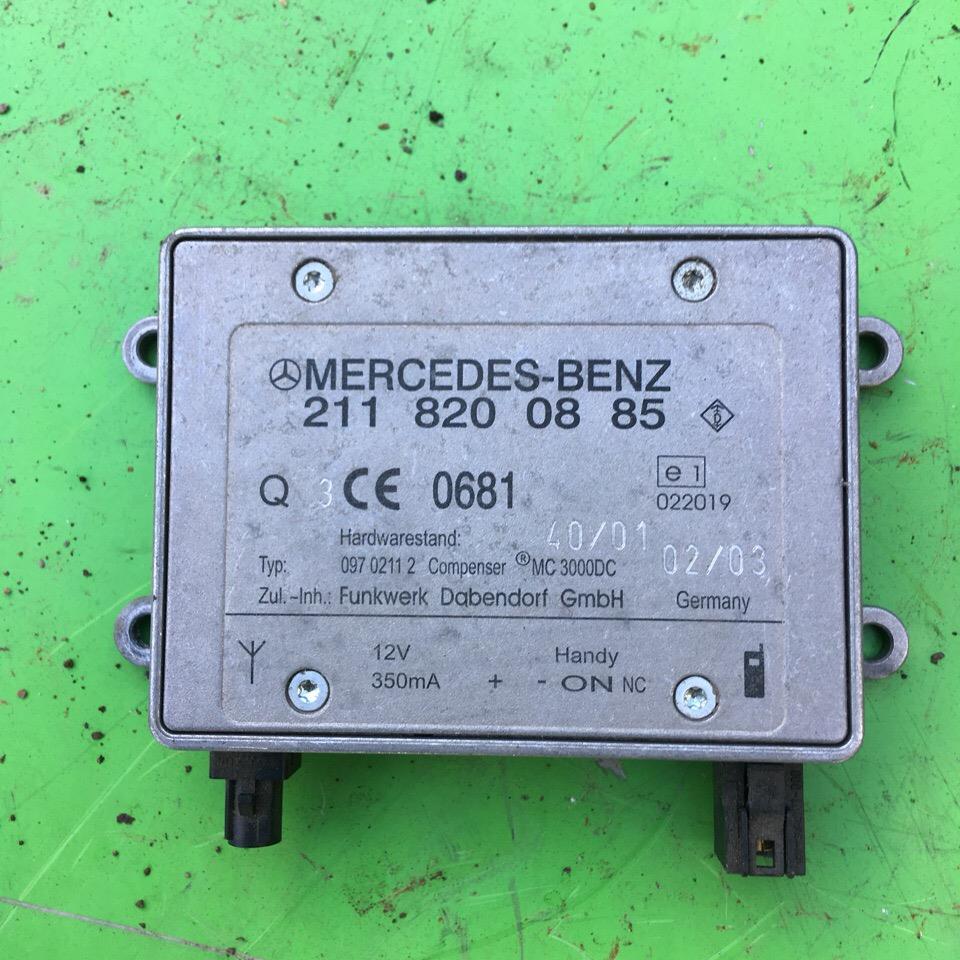 MERCEDES-BENZ
211 820 08 85
D
Q 3 CE 0681
e1
022019
Hardwarestand: 40/01
Typ: 097 0211 2 Compenser ® MC 3000DC 02/03
Zul.-Inh.: Funkwerk Dabendorf GmbH Germany
12V Handy
350mA + - ON NC